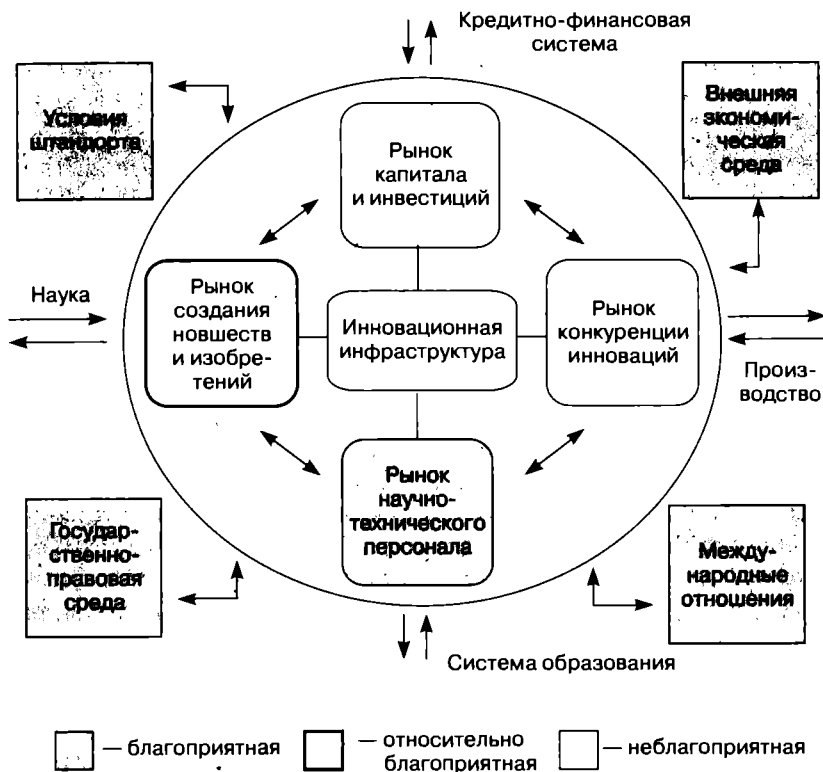 Кредитно-финансовая
система
Условия
штандорта
Внешняя
экономи-
ческая
среда
Рынок
капитала
и инвестиций
Наука
Рынок
создания
новшеств
и изобре-
тений
Инновационная
инфраструктура
Рынок
конкуренции
инноваций
Произ-
водство
Рынок
научно-
технического
персонала
Государ-
ственно-
правовая
среда
Между-
народные
отношения
Система образования
— благоприятная
— относительно
благоприятная
— неблагоприятная